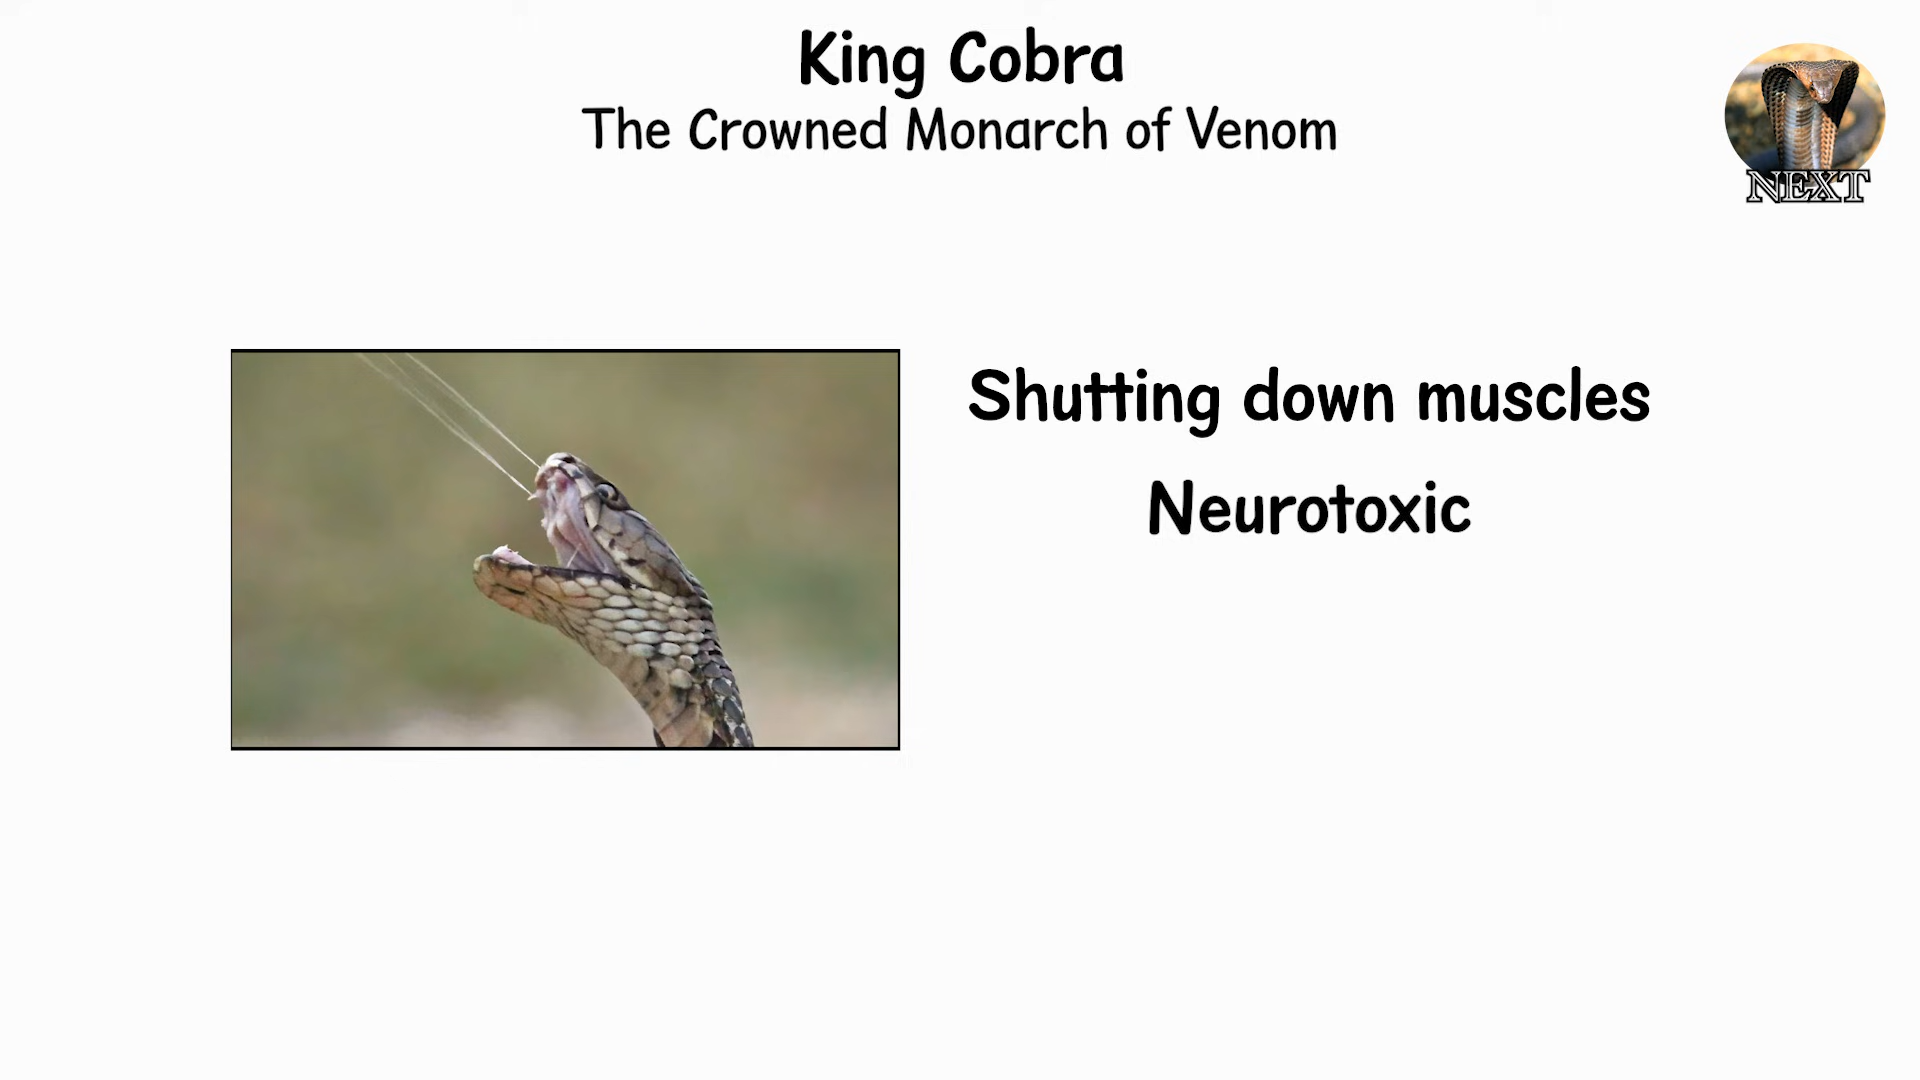 King Cobra
The Crowned Monarch of Venom
NEXT
Shutting down muscles
Neurotoxic